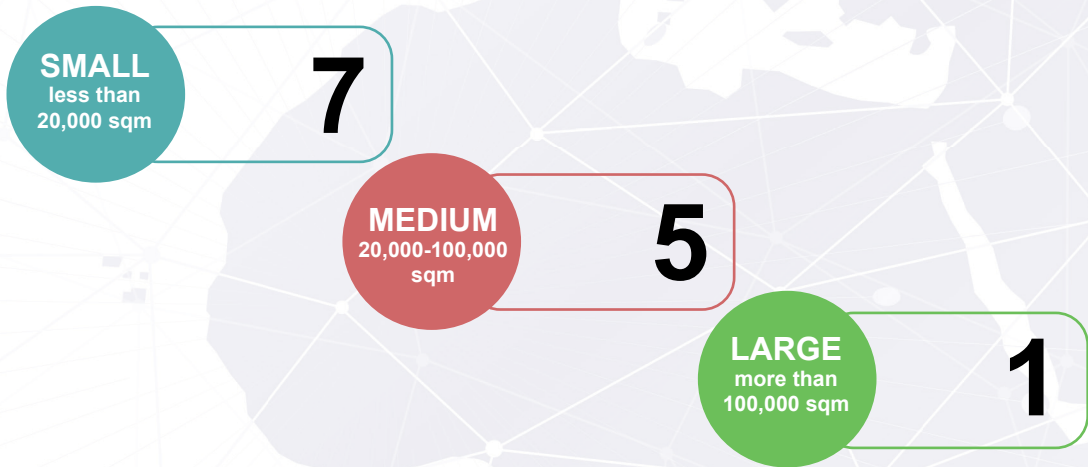 SMALL
less than
20,000 sqm
7
MEDIUM
20,000-100,000
sqm
5
LARGE
more than
100,000 sqm
1